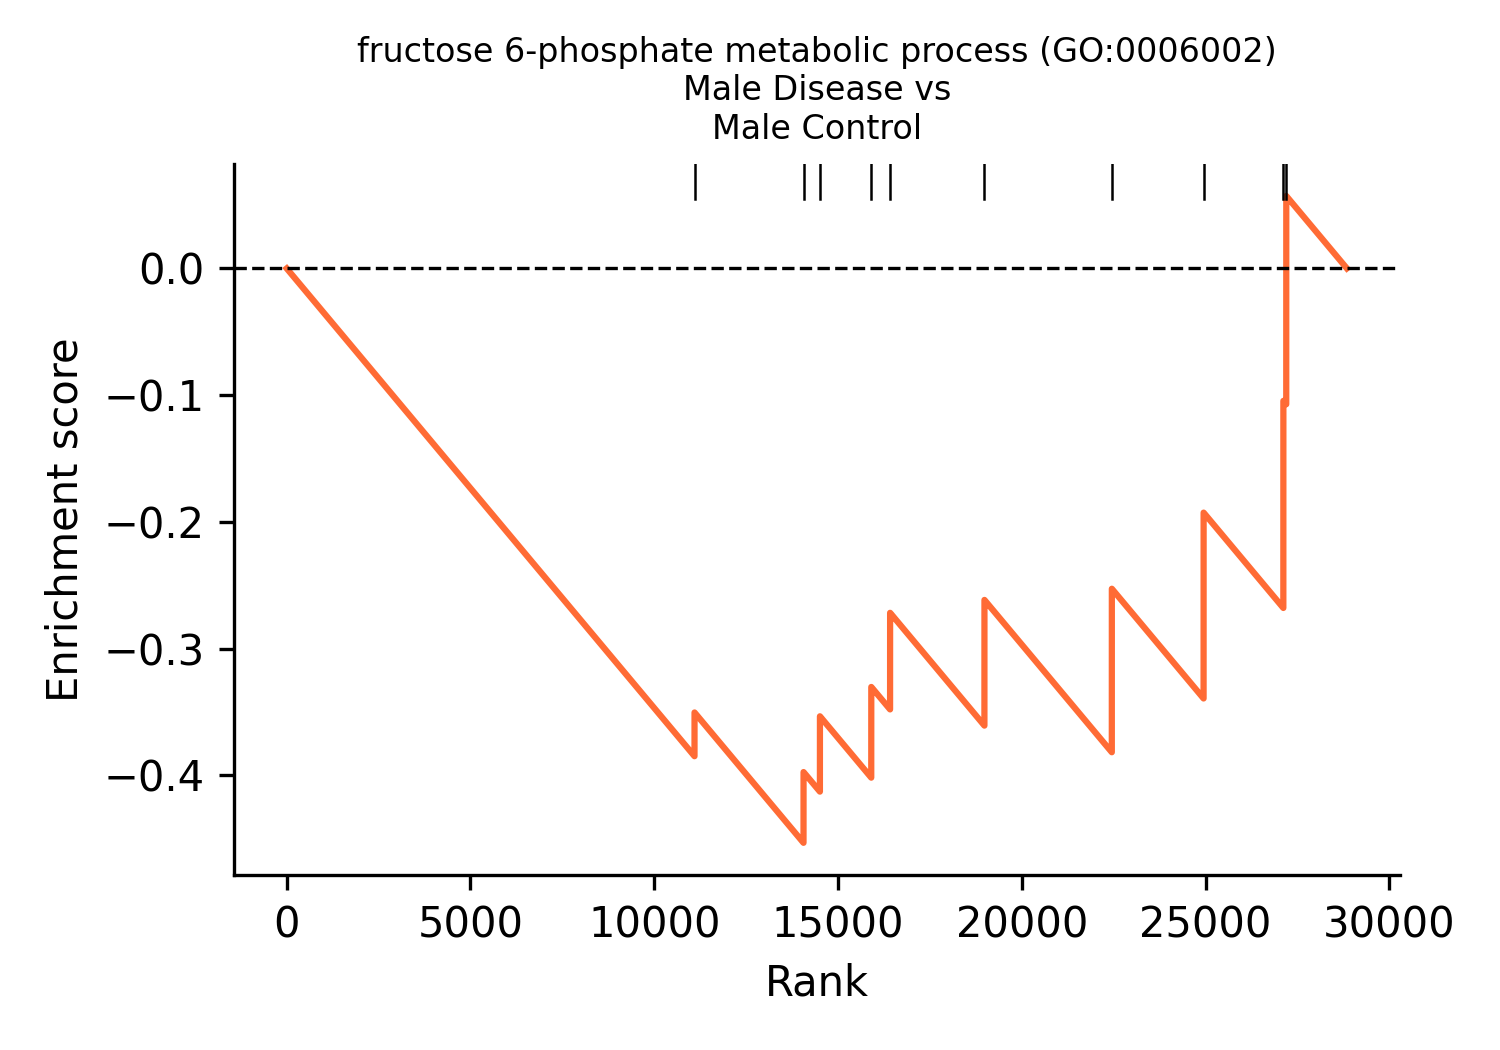 fructose 6-phosphate metabolic process (GO:0006002)
Male Disease vs
Male Control
0.0
−0.1
−0.2
−0.3
−0.4
Enrichment score
0 5000 10000 15000 20000 25000 30000
Rank